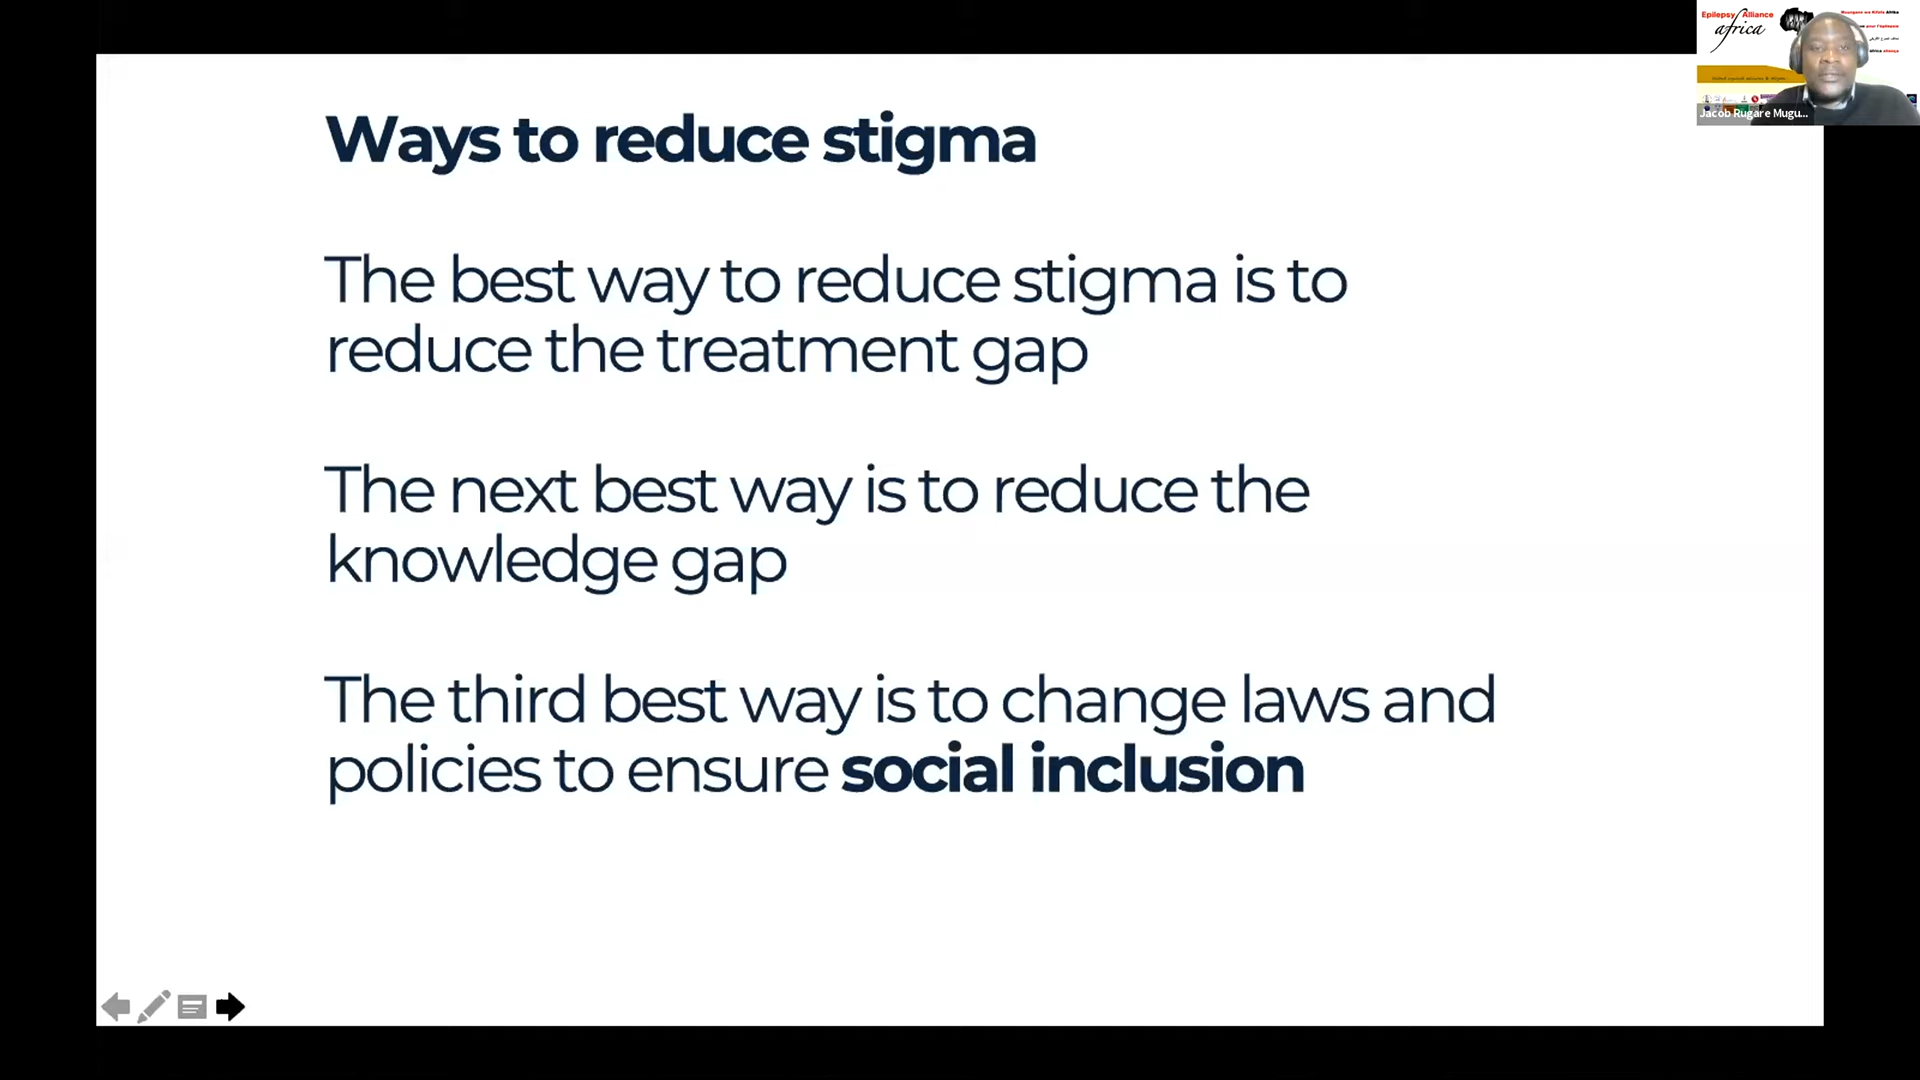 Ways to reduce stigma
The best way to reduce stigma is to
reduce the treatment gap
The next best way is to reduce the
knowledge gap
The third best way is to change laws and
policies to ensure social inclusion
Epilepsy Alliance
africa
Jacob Rugare Mugu...